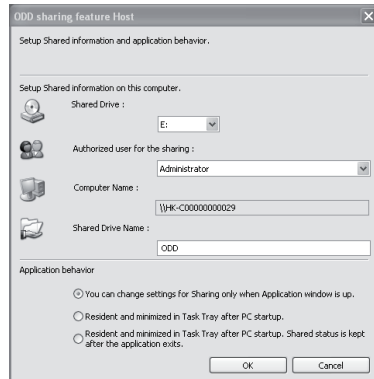 ODD sharing feature Host
Setup Shared information and application behavior.
Setup Shared information on this computer.
Shared Drive :
E:
Authorized user for the sharing :
Administrator
Computer Name :
\\HK-C00000000029
Shared Drive Name :
ODD
Application behavior
You can change settings for Sharing only when Application window is up.
Resident and minimized in Task Tray after PC startup.
Resident and minimized in Task Tray after PC startup. Shared status is kept
after the application exits.
OK
Cancel